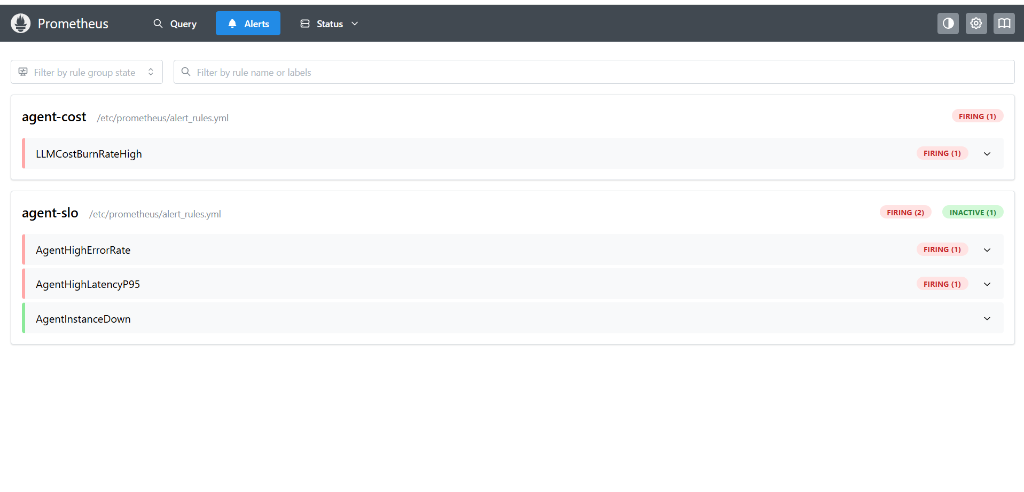 Prometheus Query Alerts Status
Filter by rule group state Filter by rule name or labels
agent-cost /etc/prometheus/alert_rules.yml FIRING (1)
LLMCostBurnRateHigh FIRING (1)
agent-slo /etc/prometheus/alert_rules.yml FIRING (2) INACTIVE (1)
AgentHighErrorRate FIRING (1)
AgentHighLatencyP95 FIRING (1)
AgentInstanceDown